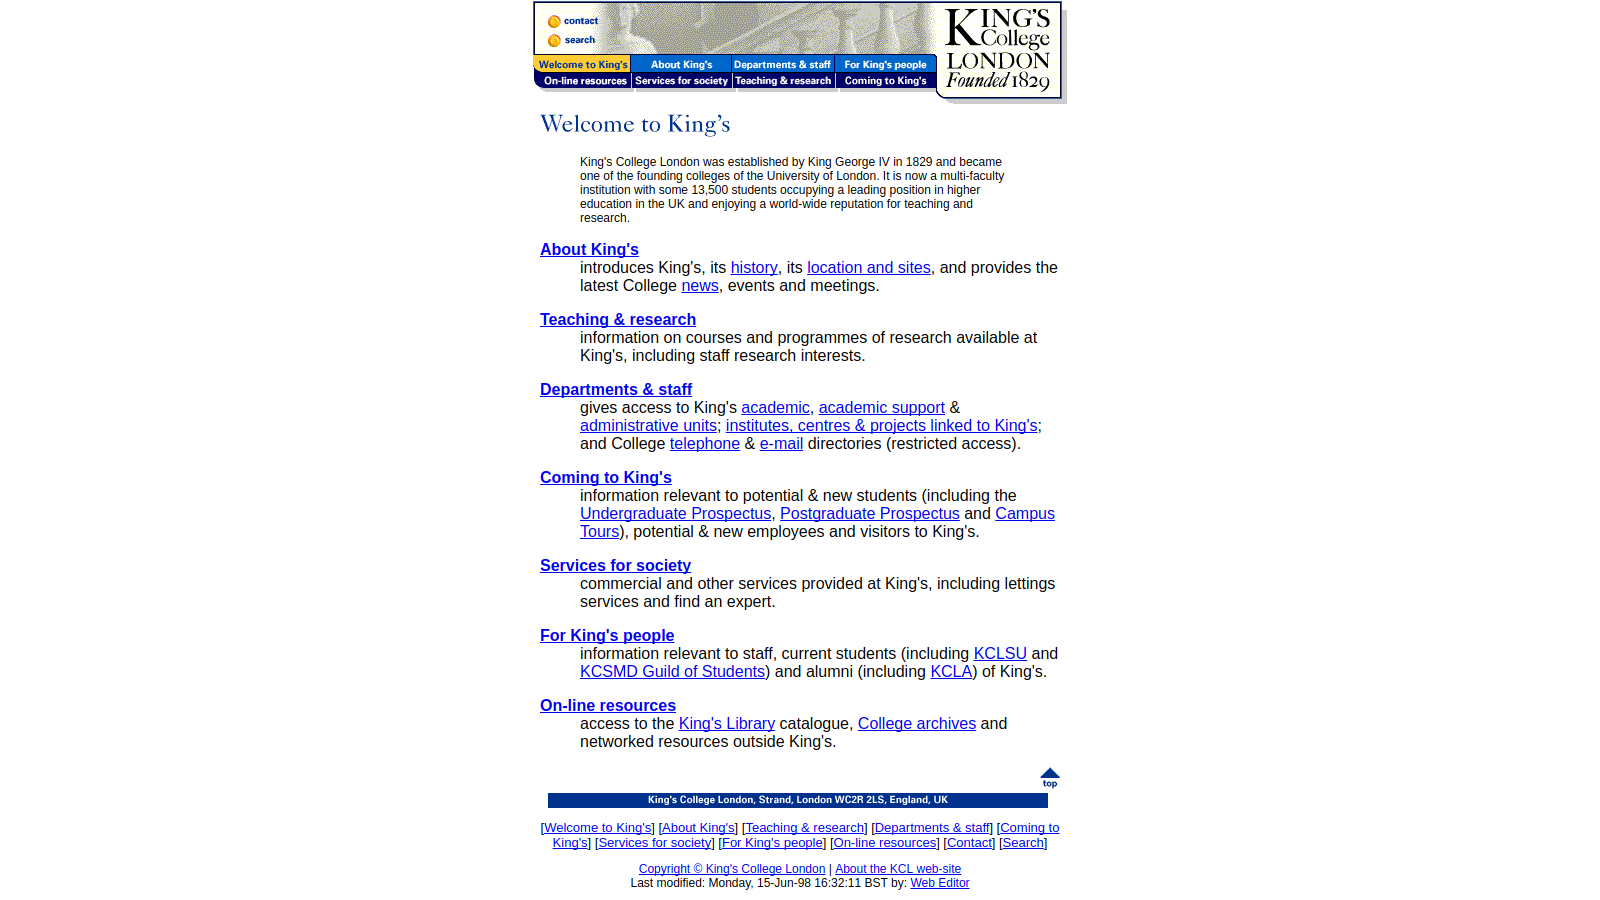 contact
search
KING'S
College
LONDON
Founded 1829
Welcome to King's About King's Departments & staff For King's people
On-line resources Services for society Teaching & research Coming to King's
Welcome to King's
King's College London was established by King George IV in 1829 and became
one of the founding colleges of the University of London. It is now a multi-faculty
institution with some 13,500 students occupying a leading position in higher
education in the UK and enjoying a world-wide reputation for teaching and
research.
About King's
introduces King's, its history, its location and sites, and provides the
latest College news, events and meetings.
Teaching & research
information on courses and programmes of research available at
King's, including staff research interests.
Departments & staff
gives access to King's academic, academic support &
administrative units; institutes, centres & projects linked to King's;
and College telephone & e-mail directories (restricted access).
Coming to King's
information relevant to potential & new students (including the
Undergraduate Prospectus, Postgraduate Prospectus and Campus
Tours), potential & new employees and visitors to King's.
Services for society
commercial and other services provided at King's, including lettings
services and find an expert.
For King's people
information relevant to staff, current students (including KCLSU and
KCSMD Guild of Students) and alumni (including KCLA) of King's.
On-line resources
access to the King's Library catalogue, College archives and
networked resources outside King's.
top
King's College London, Strand, London WC2R 2LS, England, UK
[Welcome to King's] [About King's] [Teaching & research] [Departments & staff] [Coming to
King's] [Services for society] [For King's people] [On-line resources] [Contact] [Search]
Copyright © King's College London | About the KCL web-site
Last modified: Monday, 15-Jun-98 16:32:11 BST by: Web Editor